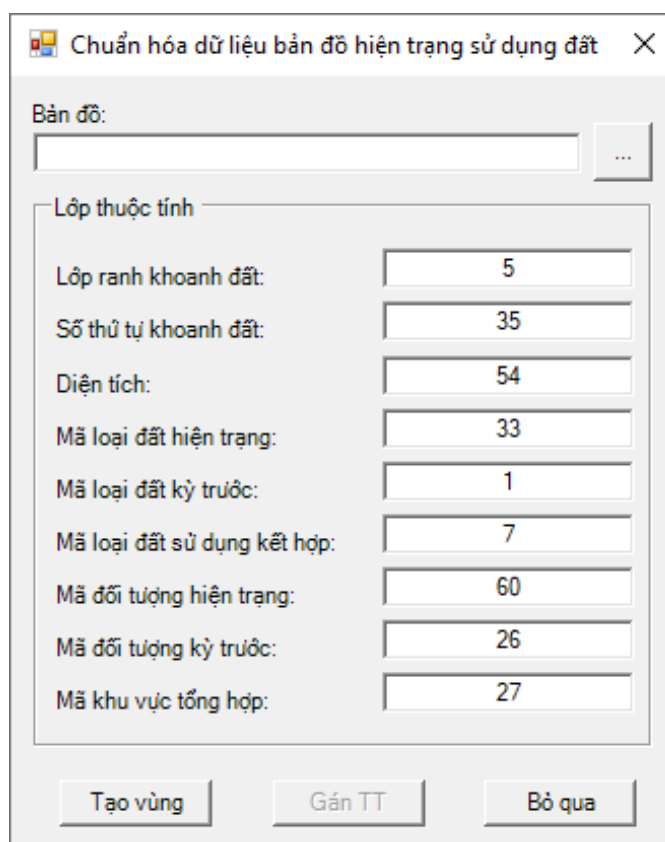 Chuẩn hóa dữ liệu bản đồ hiện trạng sử dụng đất
Bản đồ:
...
Lớp thuộc tính
Lớp ranh khoanh đất: 5
Số thứ tự khoanh đất: 35
Diện tích: 54
Mã loại đất hiện trạng: 33
Mã loại đất kỳ trước: 1
Mã loại đất sử dụng kết hợp: 7
Mã đối tượng hiện trạng: 60
Mã đối tượng kỳ trước: 26
Mã khu vực tổng hợp: 27
Tạo vùng Gán TT Bỏ qua